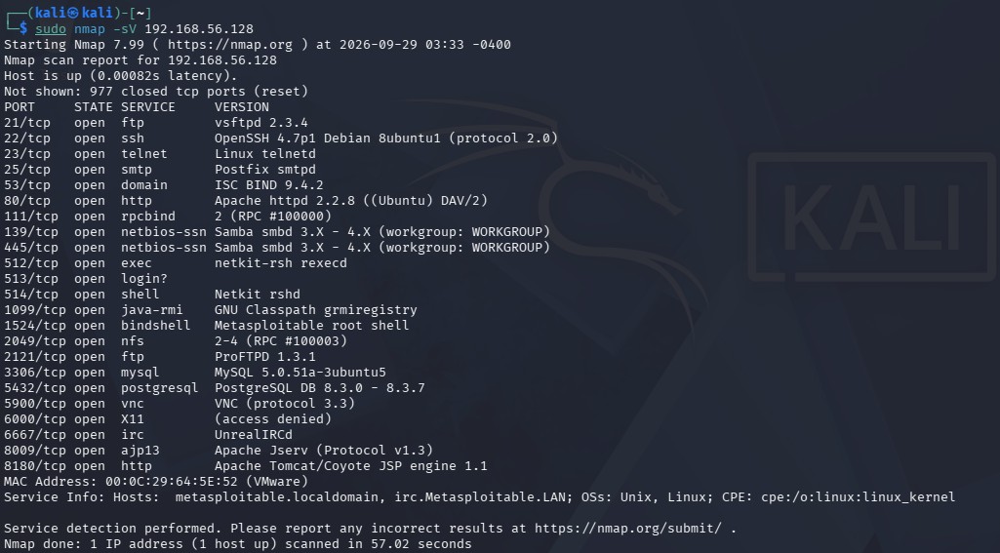 ┌──(kali㉿kali)-[~]
└─$ sudo nmap -sV 192.168.56.128
Starting Nmap 7.99 ( https://nmap.org ) at 2026-09-29 03:33 -0400
Nmap scan report for 192.168.56.128
Host is up (0.00082s latency).
Not shown: 977 closed tcp ports (reset)
PORT     STATE SERVICE     VERSION
21/tcp   open  ftp         vsftpd 2.3.4
22/tcp   open  ssh         OpenSSH 4.7p1 Debian 8ubuntu1 (protocol 2.0)
23/tcp   open  telnet      Linux telnetd
25/tcp   open  smtp        Postfix smtpd
53/tcp   open  domain      ISC BIND 9.4.2
80/tcp   open  http        Apache httpd 2.2.8 ((Ubuntu) DAV/2)
111/tcp  open  rpcbind     2 (RPC #100000)
139/tcp  open  netbios-ssn Samba smbd 3.X - 4.X (workgroup: WORKGROUP)
445/tcp  open  netbios-ssn Samba smbd 3.X - 4.X (workgroup: WORKGROUP)
512/tcp  open  exec        netkit-rsh rexecd
513/tcp  open  login?
514/tcp  open  shell       Netkit rshd
1099/tcp open  java-rmi    GNU Classpath grmiregistry
1524/tcp open  bindshell   Metasploitable root shell
2049/tcp open  nfs         2-4 (RPC #100003)
2121/tcp open  ftp         ProFTPD 1.3.1
3306/tcp open  mysql       MySQL 5.0.51a-3ubuntu5
5432/tcp open  postgresql  PostgreSQL DB 8.3.0 - 8.3.7
5900/tcp open  vnc         VNC (protocol 3.3)
6000/tcp open  X11         (access denied)
6667/tcp open  irc         UnrealIRCd
8009/tcp open  ajp13       Apache Jserv (Protocol v1.3)
8180/tcp open  http        Apache Tomcat/Coyote JSP engine 1.1
MAC Address: 00:0C:29:64:5E:52 (VMware)
Service Info: Hosts:  metasploitable.localdomain, irc.Metasploitable.LAN; OSs: Unix, Linux; CPE: cpe:/o:linux:linux_kernel

Service detection performed. Please report any incorrect results at https://nmap.org/submit/ .
Nmap done: 1 IP address (1 host up) scanned in 57.02 seconds
KALI